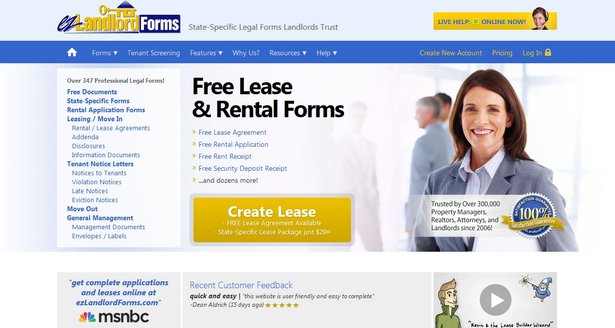 ezLandlordForms
State-Specific Legal Forms Landlords Trust
LIVE HELP: ONLINE NOW!
Forms ▾ Tenant Screening Features ▾ Why Us? Resources ▾ Help ▾ Create New Account Pricing Log In
Over 347 Professional Legal Forms!
Free Documents
State-Specific Forms
Rental Application Forms
Leasing / Move In
Rental / Lease Agreements
Addenda
Disclosures
Information Documents
Tenant Notice Letters
Notices to Tenants
Violation Notices
Late Notices
Eviction Notices
Move Out
General Management
Management Documents
Envelopes / Labels
Free Lease
& Rental Forms
» Free Lease Agreement
» Free Rental Application
» Free Rent Receipt
» Free Security Deposit Receipt
» ...and dozens more!
Create Lease
- FREE Lease Agreement Available
- State-Specific Lease Package just $29
Trusted by Over 300,000
Property Managers,
Realtors, Attorneys, and
Landlords since 2006!
100%
"get complete applications
and leases online at
ezLandlordForms.com"
msnbc
Recent Customer Feedback
quick and easy | "this website is user friendly and easy to complete"
-Dean Aldrich (15 days ago)
"Kevin & the Lease Builder Wizard"